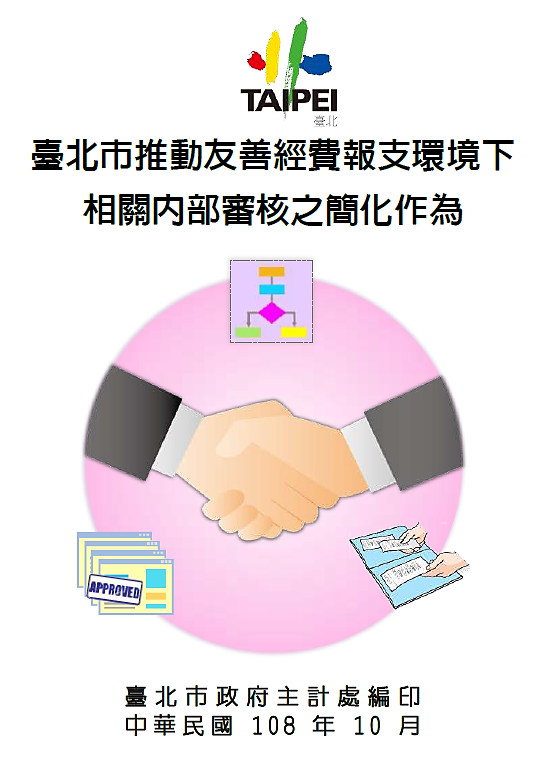 TAIPEI
臺北
臺北市推動友善經費報支環境下
相關內部審核之簡化作為
APPROVED
臺北市政府主計處編印
中華民國 108 年 10 月